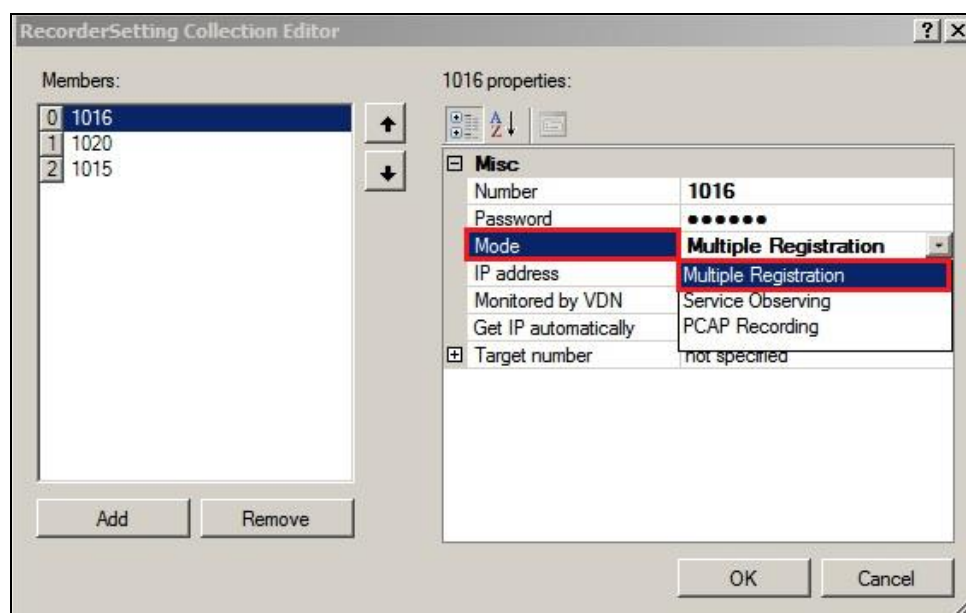 RecorderSetting Collection Editor
? X
Members:
0 1016
1 1020
2 1015
Add Remove
1016 properties:
A Z
Misc
Number 1016
Password ●●●●●●
Mode Multiple Registration
IP address Multiple Registration
Monitored by VDN Service Observing
Get IP automatically PCAP Recording
Target number not specified
OK Cancel